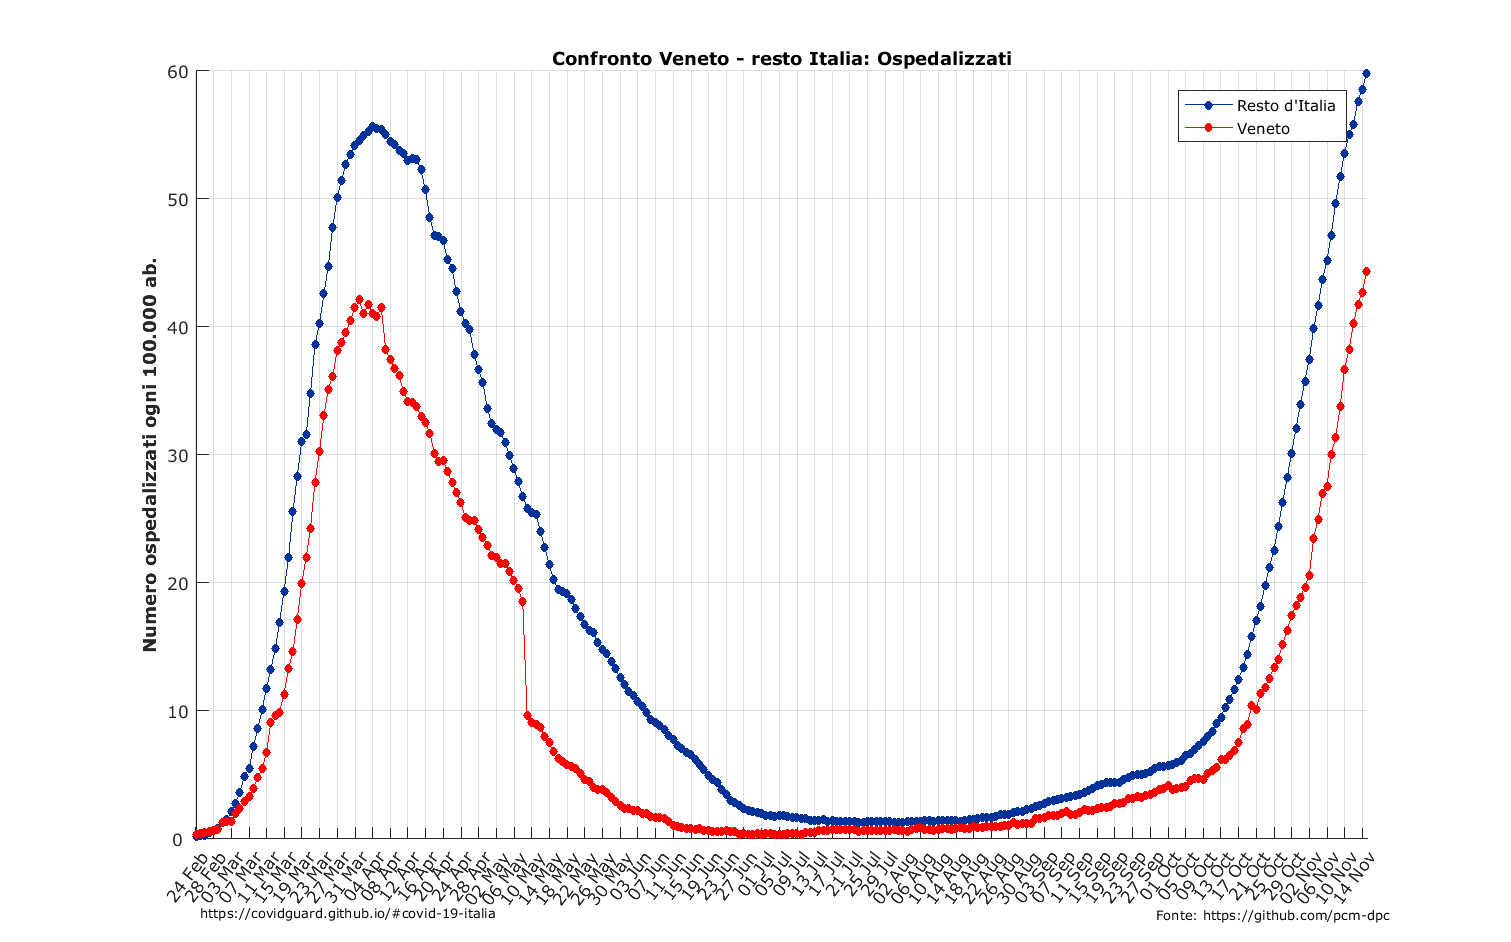 Confronto Veneto - resto Italia: Ospedalizzati
Numero ospedalizzati ogni 100.000 ab.
60
50
40
30
20
10
0
Resto d'Italia
Veneto
24 Feb
28 Feb
03 Mar
07 Mar
11 Mar
15 Mar
19 Mar
23 Mar
27 Mar
31 Mar
04 Apr
08 Apr
12 Apr
16 Apr
20 Apr
24 Apr
28 Apr
02 May
06 May
10 May
14 May
18 May
22 May
26 May
30 May
03 Jun
07 Jun
11 Jun
15 Jun
19 Jun
23 Jun
27 Jun
01 Jul
05 Jul
09 Jul
13 Jul
17 Jul
21 Jul
25 Jul
29 Jul
02 Aug
06 Aug
10 Aug
14 Aug
18 Aug
22 Aug
26 Aug
30 Aug
03 Sep
07 Sep
11 Sep
15 Sep
19 Sep
23 Sep
27 Sep
01 Oct
05 Oct
09 Oct
13 Oct
17 Oct
21 Oct
25 Oct
29 Oct
02 Nov
06 Nov
10 Nov
14 Nov
https://covidguard.github.io/#covid-19-italia
Fonte: https://github.com/pcm-dpc